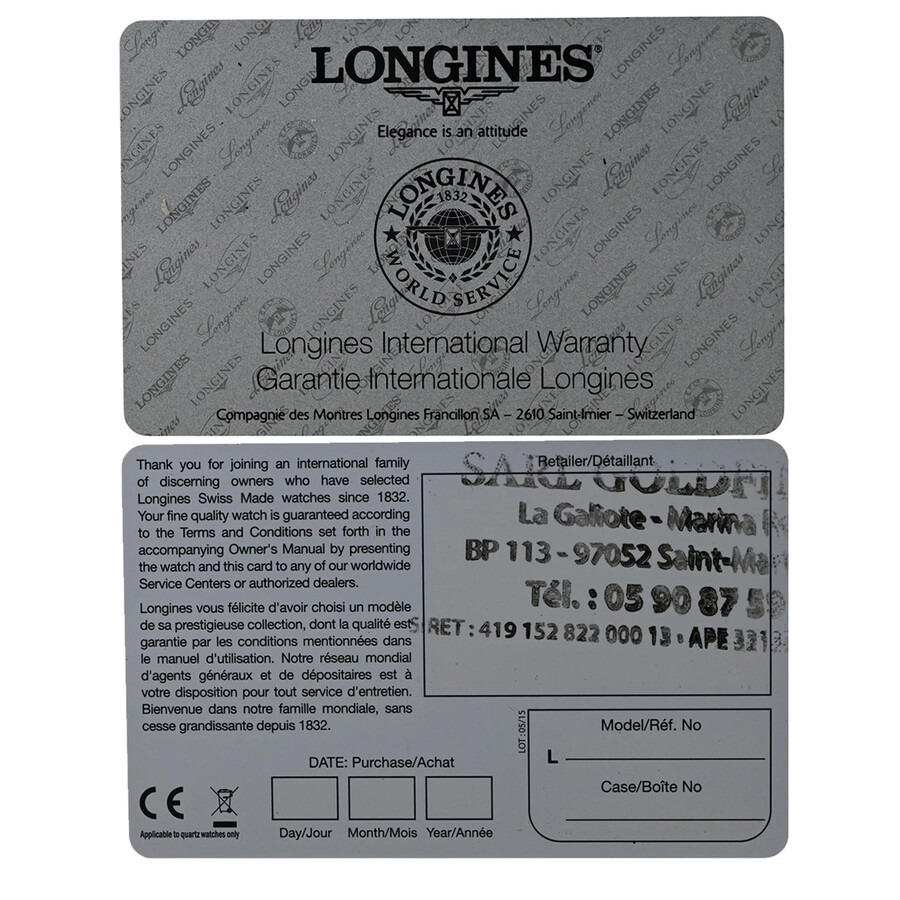 LONGINES®
Elegance is an attitude
LONGINES
1832
WORLD SERVICE
Longines International Warranty
Garantie Internationale Longines
Compagnie des Montres Longines Francillon SA – 2610 Saint-Imier – Switzerland
Thank you for joining an international family
of discerning owners who have selected
Longines Swiss Made watches since 1832.
Your fine quality watch is guaranteed according
to the Terms and Conditions set forth in the
accompanying Owner's Manual by presenting
the watch and this card to any of our worldwide
Service Centers or authorized dealers.
Longines vous félicite d'avoir choisi un modèle
de sa prestigieuse collection, dont la qualité est
garantie par les conditions mentionnées dans
le manuel d'utilisation. Notre réseau mondial
d'agents généraux et de dépositaires est à
votre disposition pour tout service d'entretien.
Bienvenue dans notre famille mondiale, sans
cesse grandissante depuis 1832.
Retailer/Détaillant
SARL
La Galiote - Marina
BP 113 - 97052 Saint-Ma
Tél. : 05 90 87 59
SIRET : 419 152 822 000 13 - APE
LOT : 05/15
Model/Réf. No
L
Case/Boîte No
DATE: Purchase/Achat
Day/Jour Month/Mois Year/Année
CE
Applicable to quartz watches only